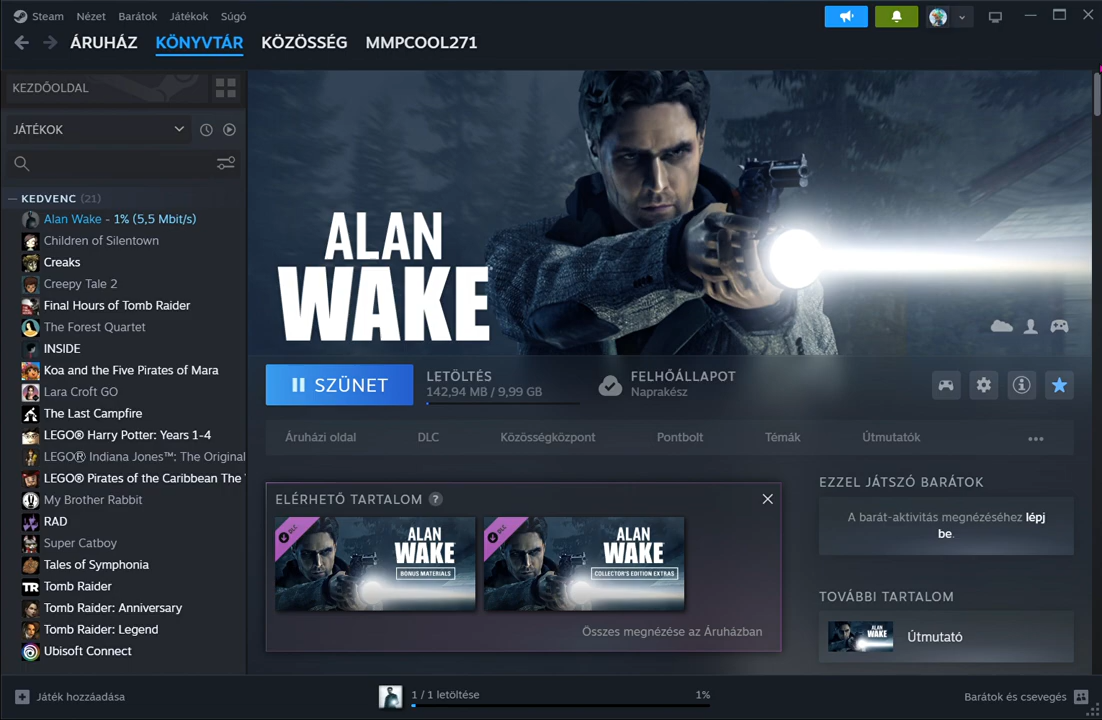 Steam Nézet Barátok Játékok Súgó
ÁRUHÁZ KÖNYVTÁR KÖZÖSSÉG MMPCOOL271
KEZDŐOLDAL
JÁTÉKOK
— KEDVENC (21)
Alan Wake - 1% (5,5 Mbit/s)
Children of Silentown
Creaks
Creepy Tale 2
Final Hours of Tomb Raider
The Forest Quartet
INSIDE
Koa and the Five Pirates of Mara
Lara Croft GO
The Last Campfire
LEGO® Harry Potter: Years 1-4
LEGO® Indiana Jones™: The Original
LEGO® Pirates of the Caribbean The
My Brother Rabbit
RAD
Super Catboy
Tales of Symphonia
Tomb Raider
Tomb Raider: Anniversary
Tomb Raider: Legend
Ubisoft Connect
ALAN
WAKE
SZÜNET
LETÖLTÉS
142,94 MB / 9,99 GB
FELHŐÁLLAPOT
Naprakész
Áruházi oldal DLC Közösségközpont Pontbolt Témák Útmutatók
ELÉRHETŐ TARTALOM ?
DLC
ALAN
WAKE
BONUS MATERIALS
DLC
ALAN
WAKE
COLLECTOR'S EDITION EXTRAS
Összes megnézése az Áruházban
EZZEL JÁTSZÓ BARÁTOK
A barát-aktivitás megnézéséhez lépj
be.
TOVÁBBI TARTALOM
ALAN
WAKE
Útmutató
Játék hozzáadása
1 / 1 letöltése 1%
Barátok és csevegés